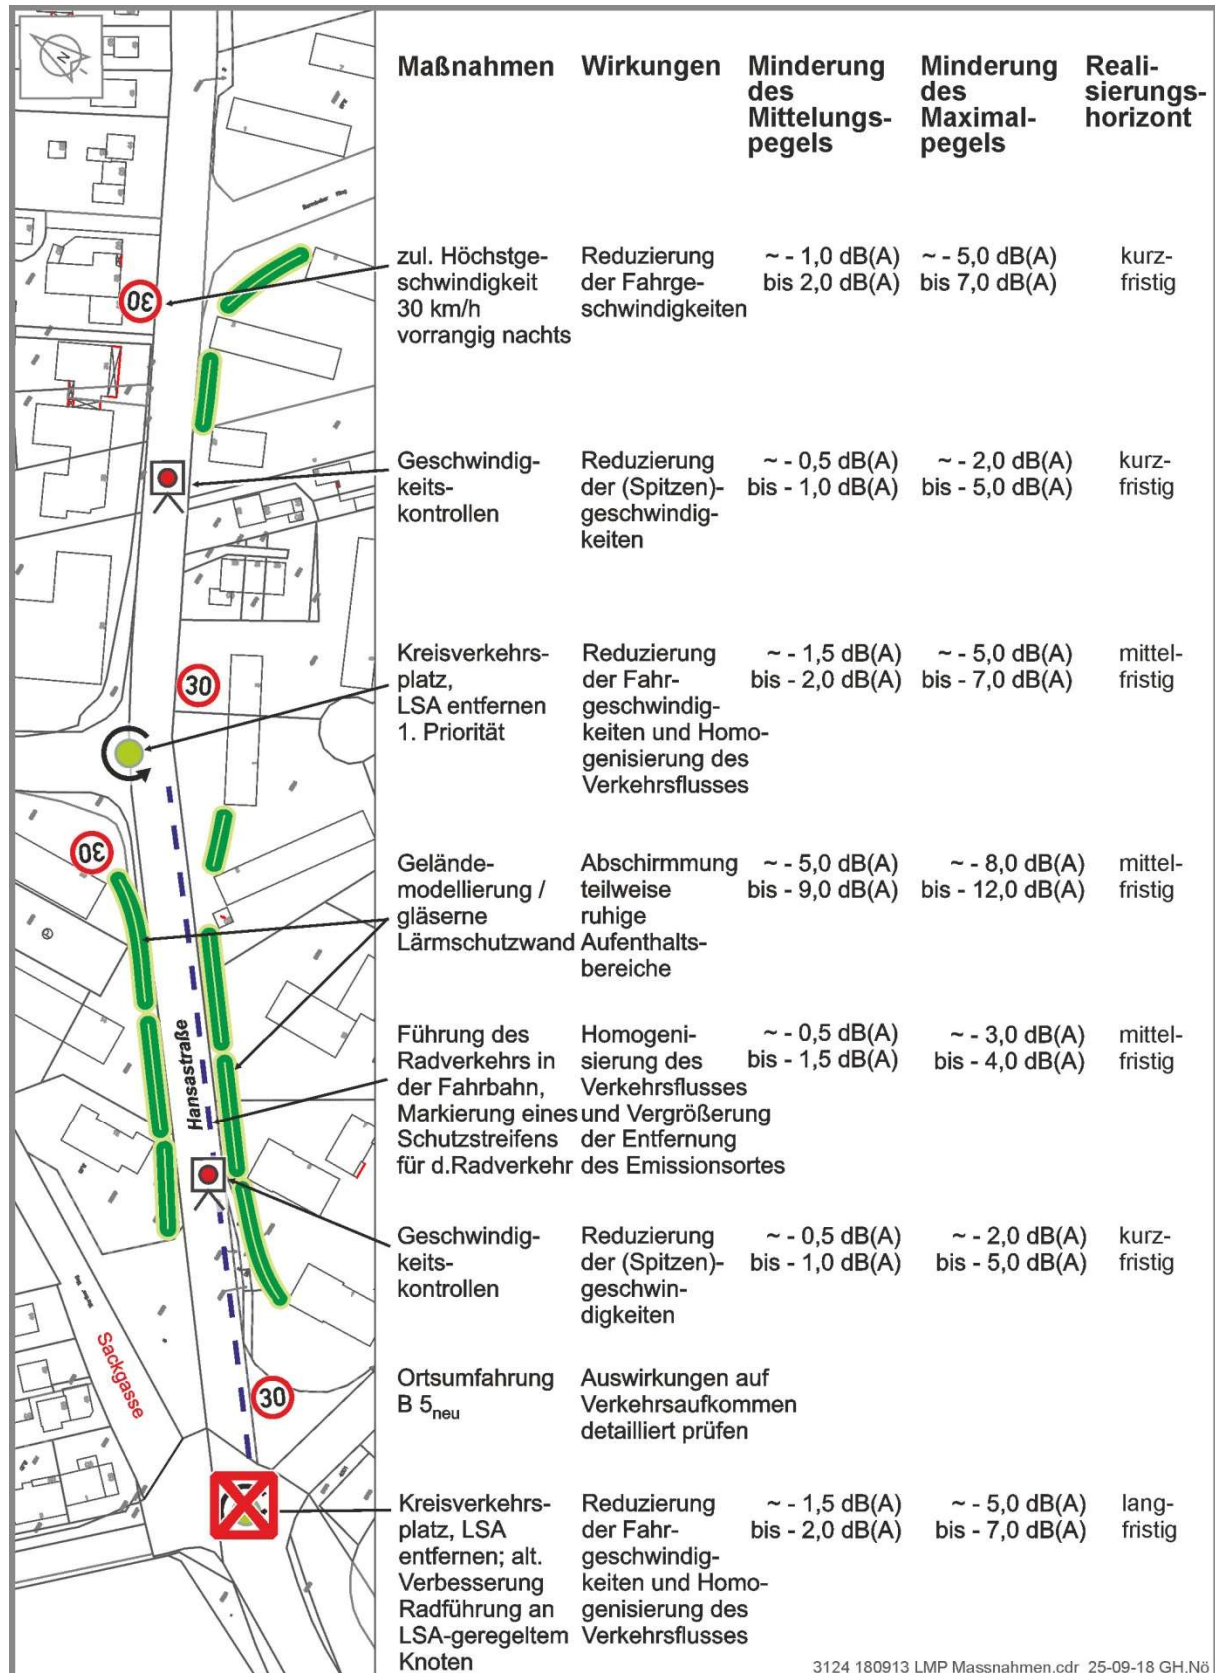 Maßnahmen
Wirkungen
Minderung
des
Mittelungs-
pegels
Minderung
des
Maximal-
pegels
Reali-
sierungs-
horizont
zul. Höchstge-
schwindigkeit
30 km/h
vorrangig nachts
Reduzierung
der Fahrge-
schwindigkeiten
~ - 1,0 dB(A)
bis 2,0 dB(A)
~ - 5,0 dB(A)
bis 7,0 dB(A)
kurz-
fristig
30
Geschwindig-
keits-
kontrollen
Reduzierung
der (Spitzen)-
geschwindig-
keiten
~ - 0,5 dB(A)
bis - 1,0 dB(A)
~ - 2,0 dB(A)
bis - 5,0 dB(A)
kurz-
fristig
30
Kreisverkehrs-
platz,
LSA entfernen
1. Priorität
Reduzierung
der Fahr-
geschwindig-
keiten und Homo-
genisierung des
Verkehrsflusses
~ - 1,5 dB(A)
bis - 2,0 dB(A)
~ - 5,0 dB(A)
bis - 7,0 dB(A)
mittel-
fristig
30
Gelände-
modellierung /
gläserne
Lärmschutzwand
Abschirmmung
teilweise
ruhige
Aufenthalts-
bereiche
~ - 5,0 dB(A)
bis - 9,0 dB(A)
~ - 8,0 dB(A)
bis - 12,0 dB(A)
mittel-
fristig
Hansastraße
Führung des
Radverkehrs in
der Fahrbahn,
Markierung eines
Schutzstreifens
für d.Radverkehr
Homogeni-
sierung des
Verkehrsflusses
und Vergrößerung
der Entfernung
des Emissionsortes
~ - 0,5 dB(A)
bis - 1,5 dB(A)
~ - 3,0 dB(A)
bis - 4,0 dB(A)
mittel-
fristig
Geschwindig-
keits-
kontrollen
Reduzierung
der (Spitzen)-
geschwin-
digkeiten
~ - 0,5 dB(A)
bis - 1,0 dB(A)
~ - 2,0 dB(A)
bis - 5,0 dB(A)
kurz-
fristig
Sackgasse
30
Ortsumfahrung
B 5neu
Auswirkungen auf
Verkehrsaufkommen
detailliert prüfen
Kreisverkehrs-
platz, LSA
entfernen; alt.
Verbesserung
Radführung an
LSA-geregeltem
Knoten
Reduzierung
der Fahr-
geschwindig-
keiten und Homo-
genisierung des
Verkehrsflusses
~ - 1,5 dB(A)
bis - 2,0 dB(A)
~ - 5,0 dB(A)
bis - 7,0 dB(A)
lang-
fristig
3124 180913 LMP Massnahmen.cdr 25-09-18 GH.Nö
N